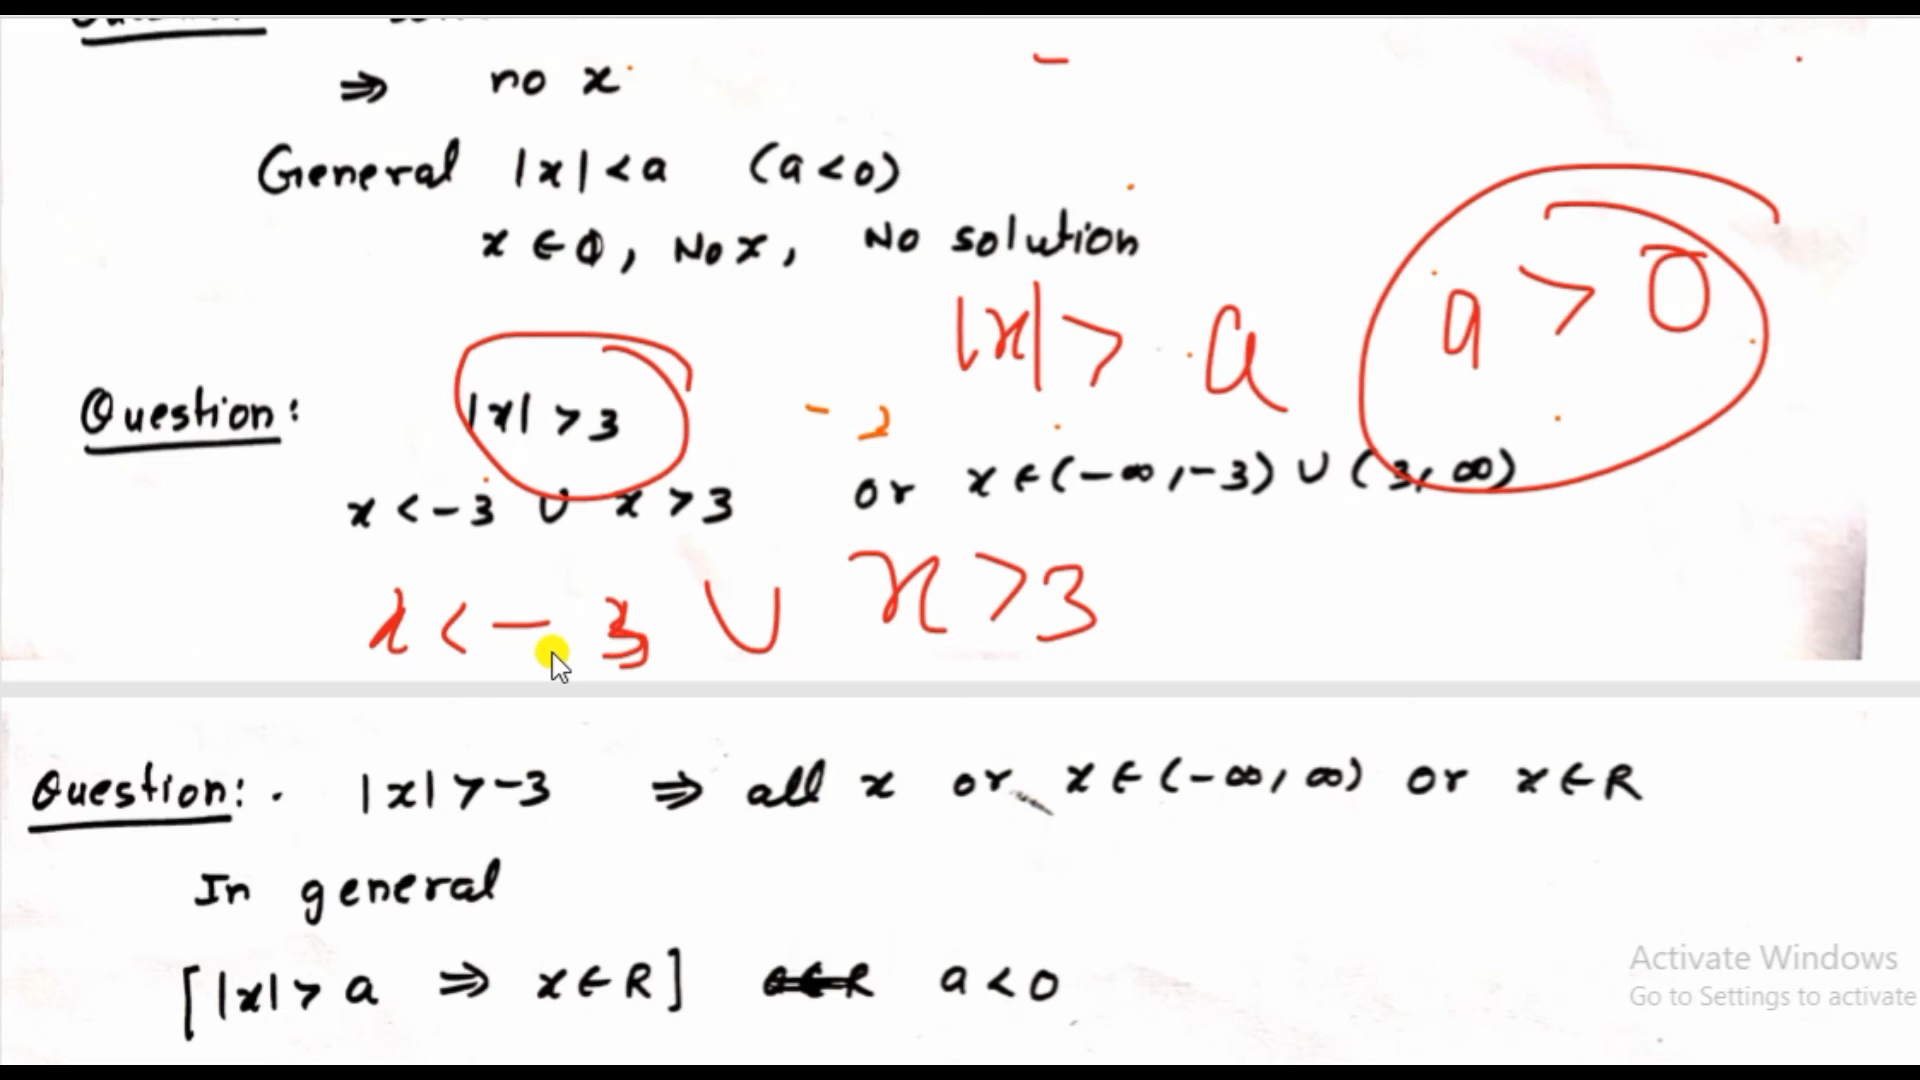 ⇒ no x
General |x| < a (a < 0)
x ∈ Φ, No x, No solution
|x| > a a > 0
Question: |x| > 3 - 2
x < -3 ∪ x > 3 or x ∈ (-∞, -3) ∪ (3, ∞)
x < - 3 ∪ x > 3
Question: . |x| > -3 ⇒ all x or x ∈ (-∞, ∞) or x ∈ R
In general
[|x| > a ⇒ x ∈ R] a < 0
Activate Windows
Go to Settings to activate